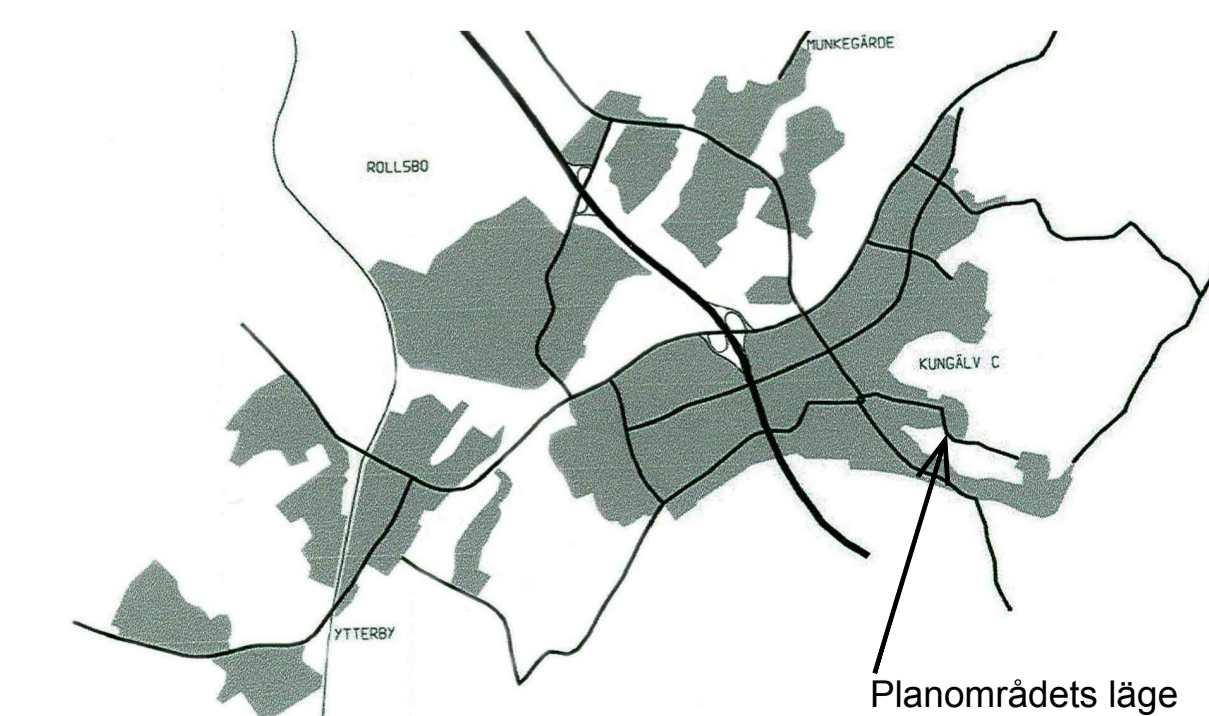 MUNKEGÄRDE
ROLLSBO
KUNGÄLV C
YTTERBY
Planområdets läge